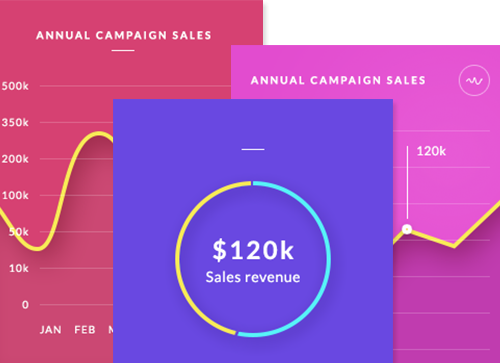 ANNUAL CAMPAIGN SALES
500k
350k
200k
100k
50k
10k
0
JAN FEB
ANNUAL CAMPAIGN SALES
120k
$120k
Sales revenue